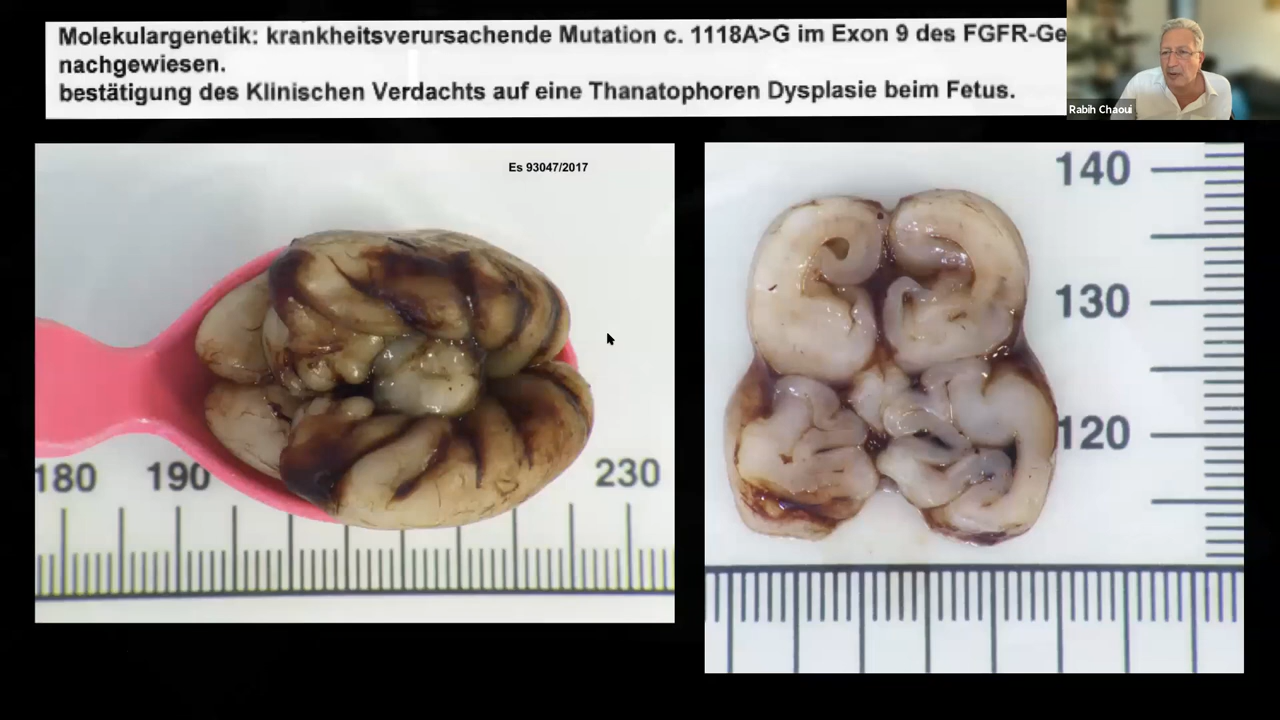 Molekulargenetik: krankheitsverursachende Mutation c. 1118A>G im Exon 9 des FGFR-Ge
nachgewiesen.
bestätigung des Klinischen Verdachts auf eine Thanatophoren Dysplasie beim Fetus.
Rabih Chaoui
Es 93047/2017
180 190 230
140
130
120